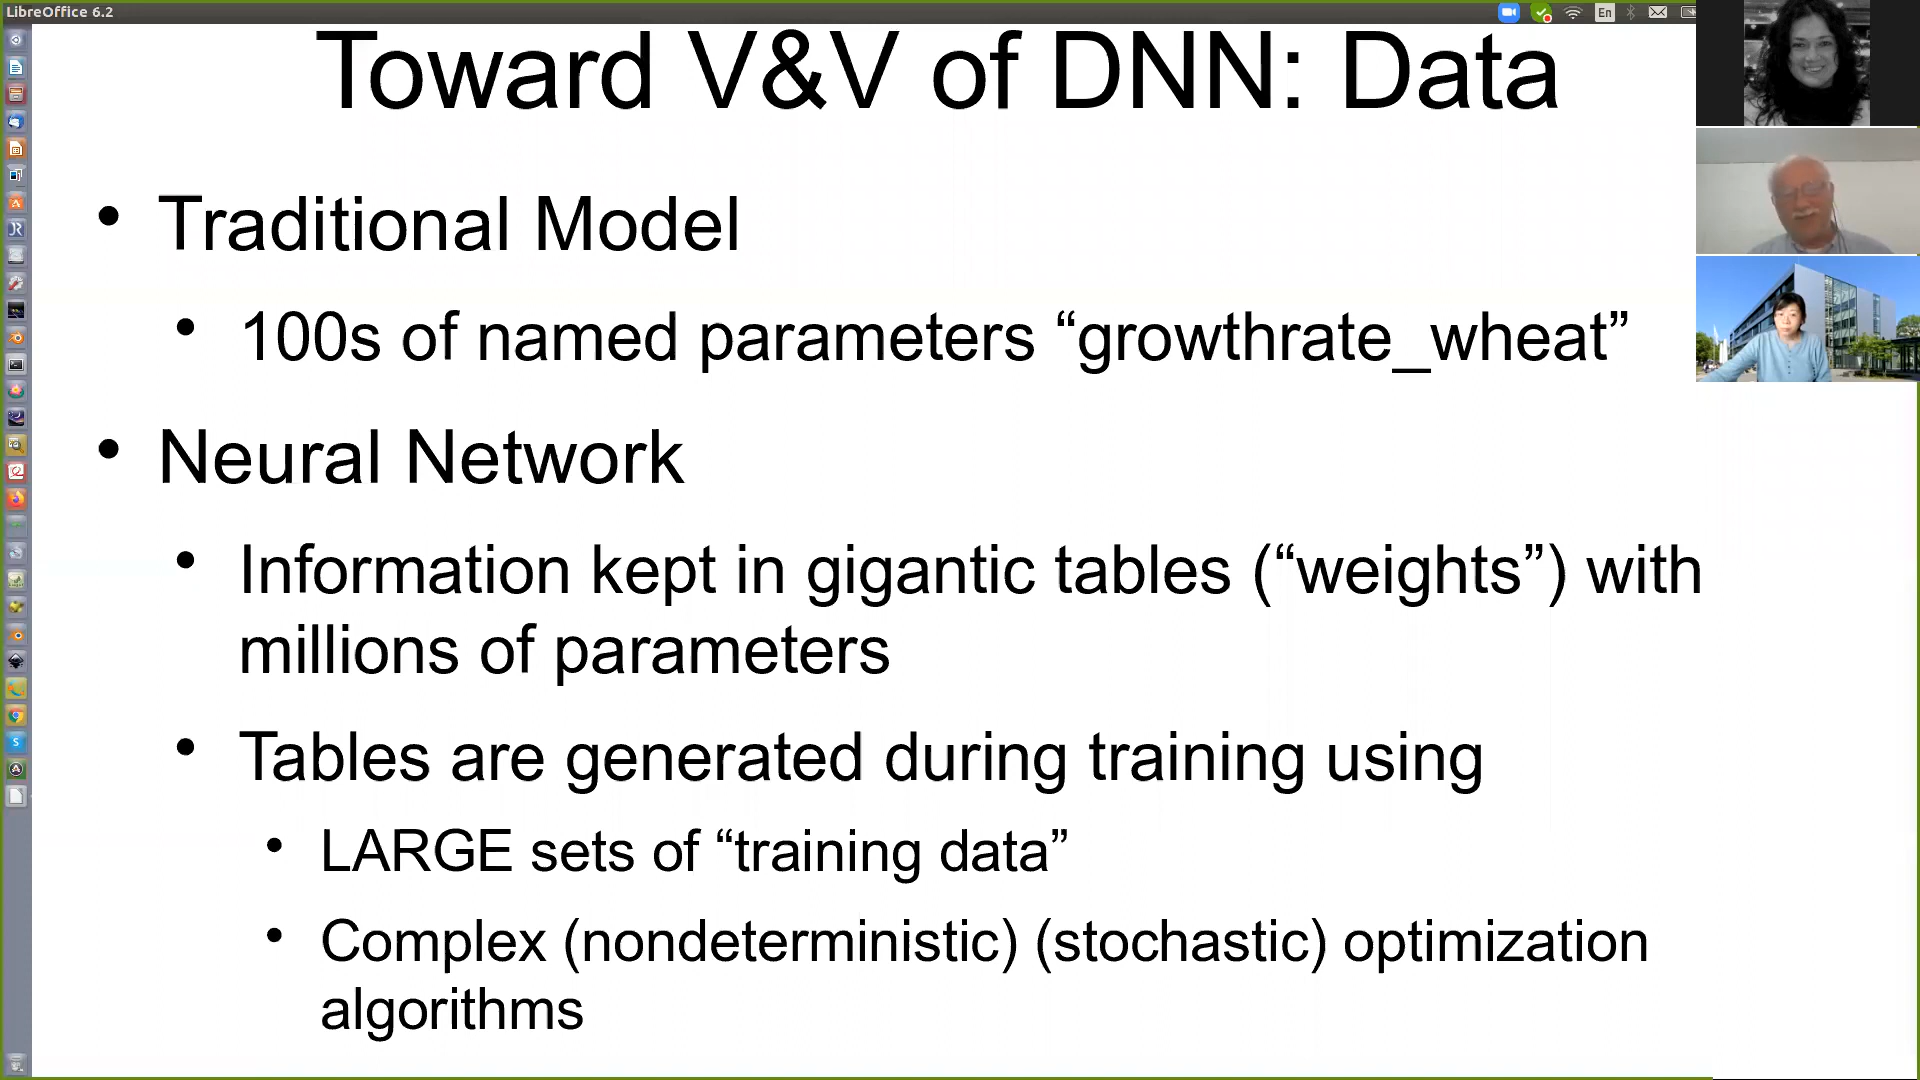 LibreOffice 6.2
En
Toward V&V of DNN: Data
• Traditional Model
• 100s of named parameters “growthrate_wheat”
• Neural Network
• Information kept in gigantic tables (“weights”) with
millions of parameters
• Tables are generated during training using
• LARGE sets of “training data”
• Complex (nondeterministic) (stochastic) optimization
algorithms